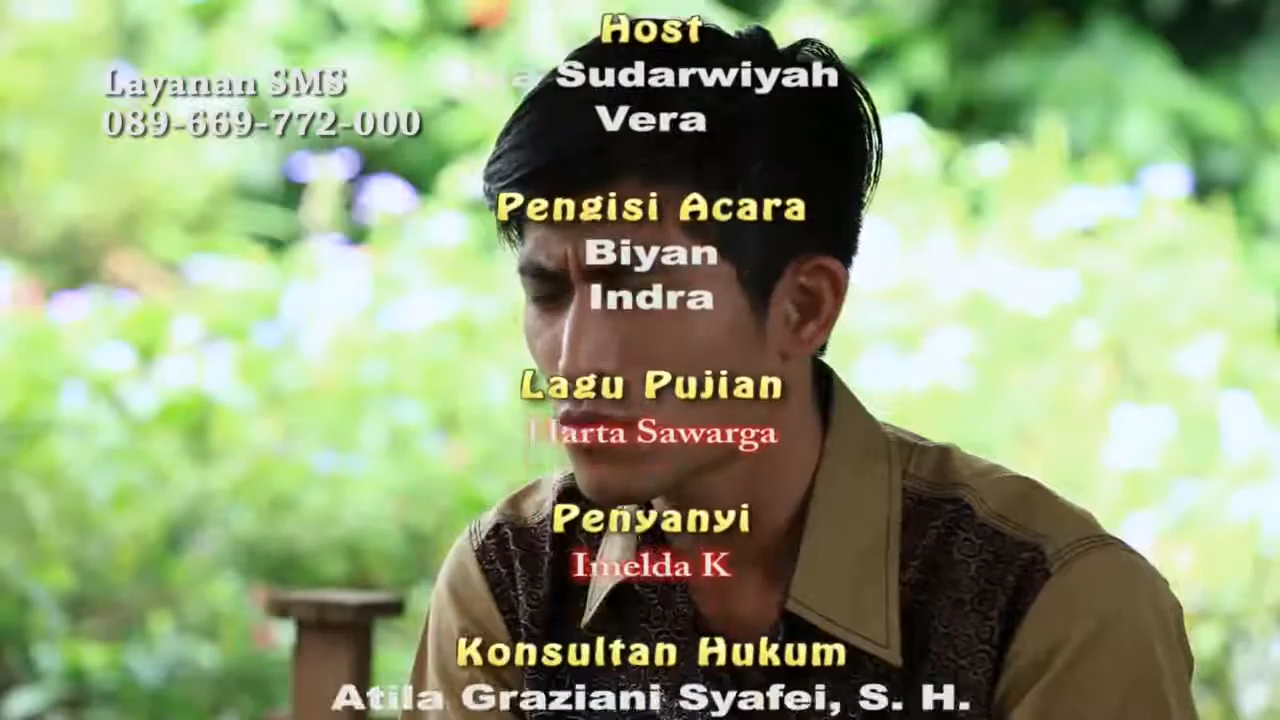 Host
Layanan SMS
089-669-772-000
Sudarwiyah
Vera
Pengisi Acara
Biyan
Indra
Lagu Pujian
Harta Sawarga
Penyanyi
Imelda K
Konsultan Hukum
Atila Graziani Syafei, S. H.